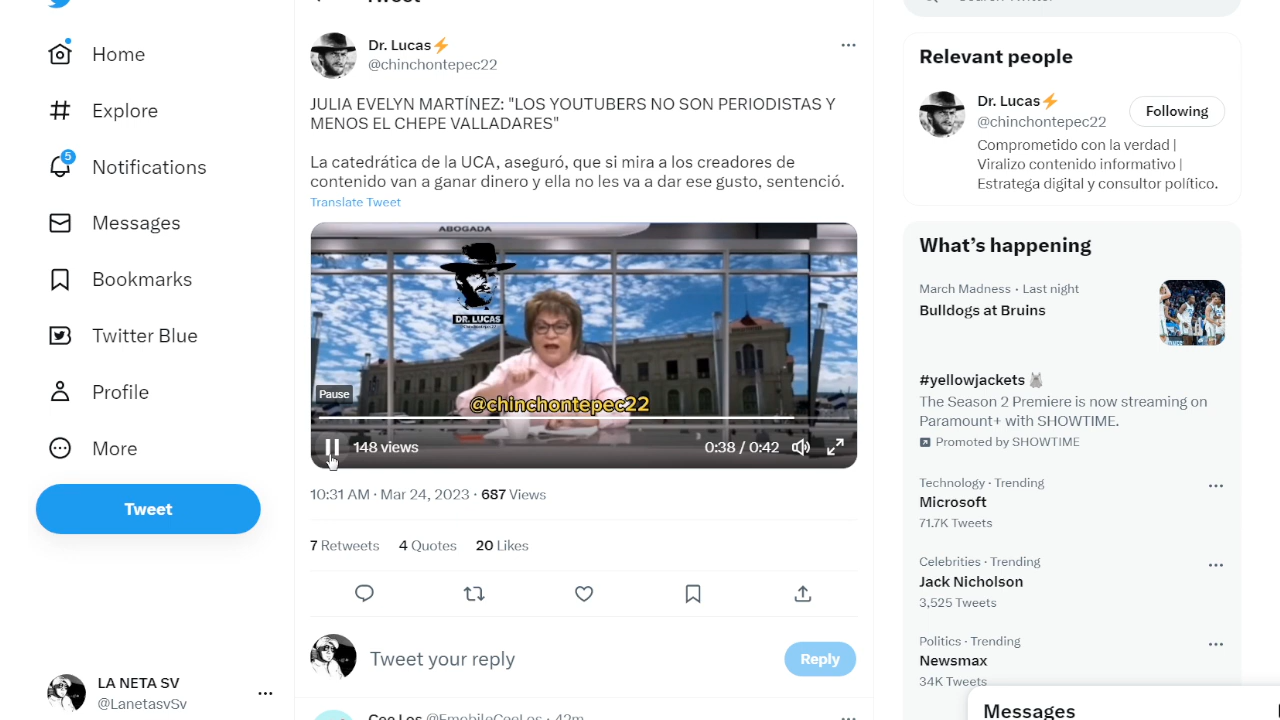 Home
Explore
5
Notifications
Messages
Bookmarks
Twitter Blue
Profile
More
Tweet
LA NETA SV
@LanetasvSv
Dr. Lucas⚡
@chinchontepec22
JULIA EVELYN MARTÍNEZ: "LOS YOUTUBERS NO SON PERIODISTAS Y
MENOS EL CHEPE VALLADARES"
La catedrática de la UCA, aseguró, que si mira a los creadores de
contenido van a ganar dinero y ella no les va a dar ese gusto, sentenció.
Translate Tweet
ABOGADA
DR. LUCAS
Pause
@chinchontepec22
148 views
0:38 / 0:42
10:31 AM · Mar 24, 2023 · 687 Views
7 Retweets 4 Quotes 20 Likes
Tweet your reply
Reply
Cee Los @EmobileCeeLos · 42m
Relevant people
Dr. Lucas⚡
@chinchontepec22
Following
Comprometido con la verdad |
Viralizo contenido informativo |
Estratega digital y consultor político.
What's happening
March Madness · Last night
Bulldogs at Bruins
#yellowjackets
The Season 2 Premiere is now streaming on
Paramount+ with SHOWTIME.
Promoted by SHOWTIME
Technology · Trending
Microsoft
71.7K Tweets
Celebrities · Trending
Jack Nicholson
3,525 Tweets
Politics · Trending
Newsmax
34K Tweets
Messages